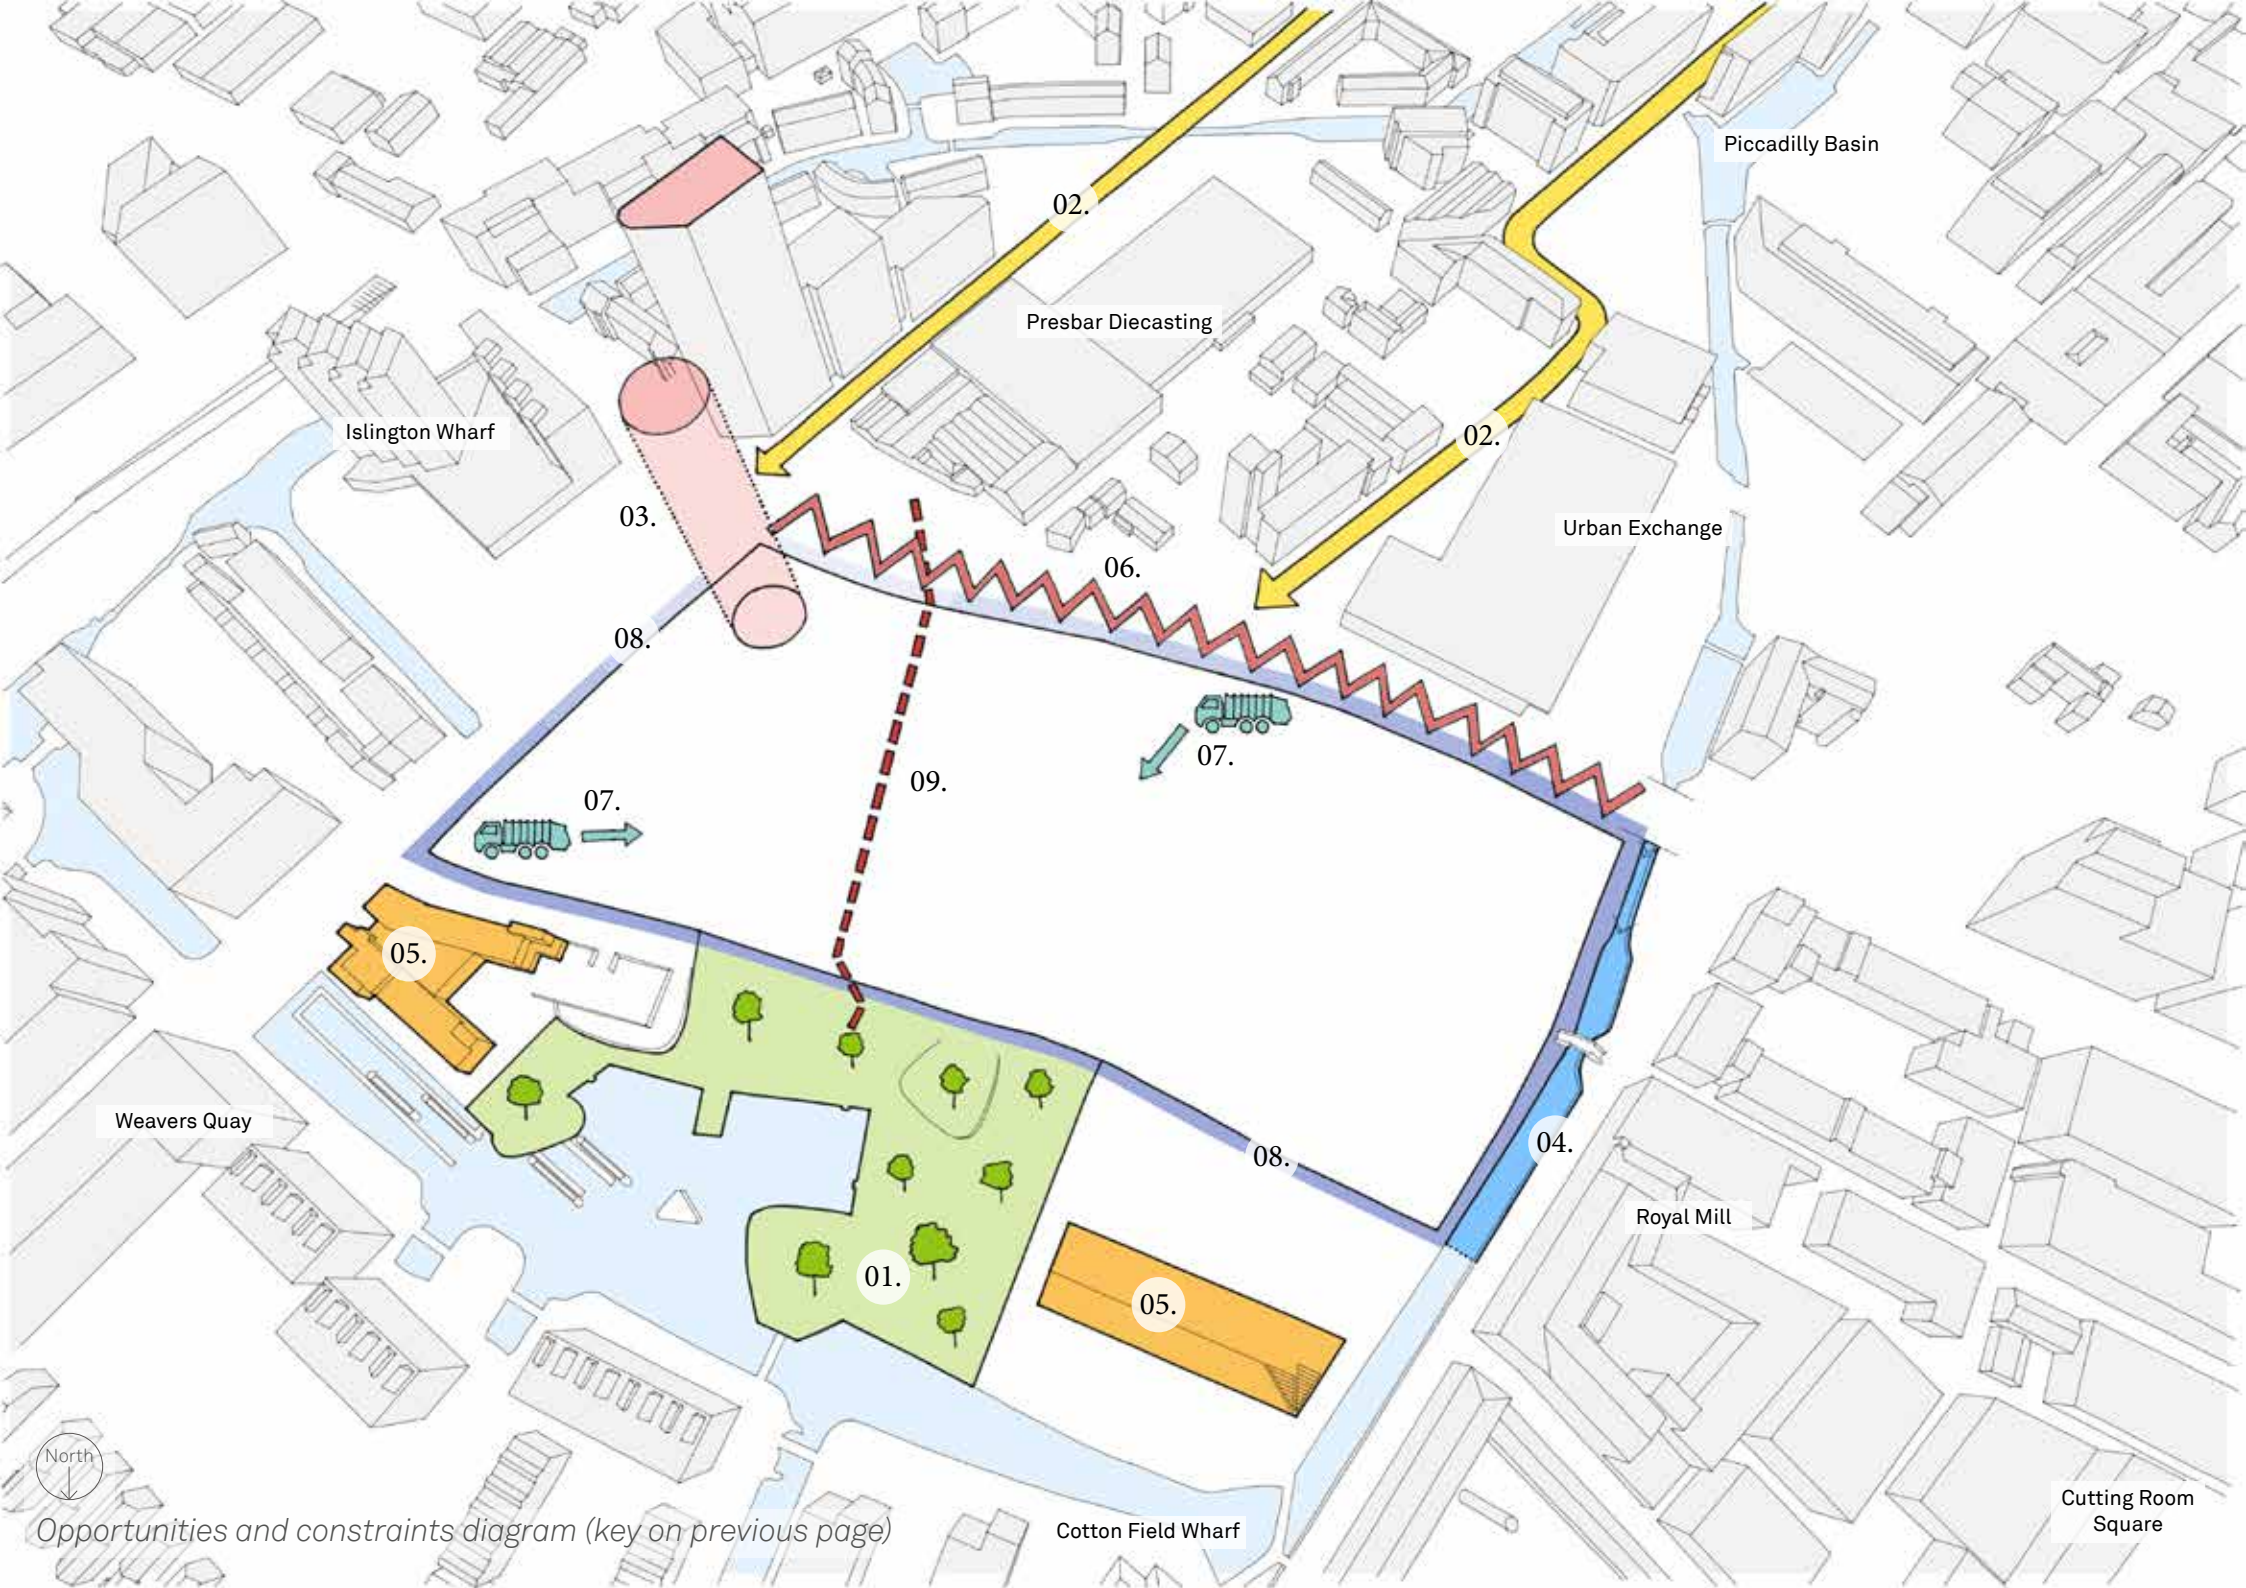 Piccadilly Basin
02.
Presbar Diecasting
Islington Wharf
02.
03.
Urban Exchange
06.
08.
07.
09.
07.
05.
Weavers Quay
04.
08.
Royal Mill
01.
05.
North
Cutting Room
Square
Opportunities and constraints diagram (key on previous page)
Cotton Field Wharf